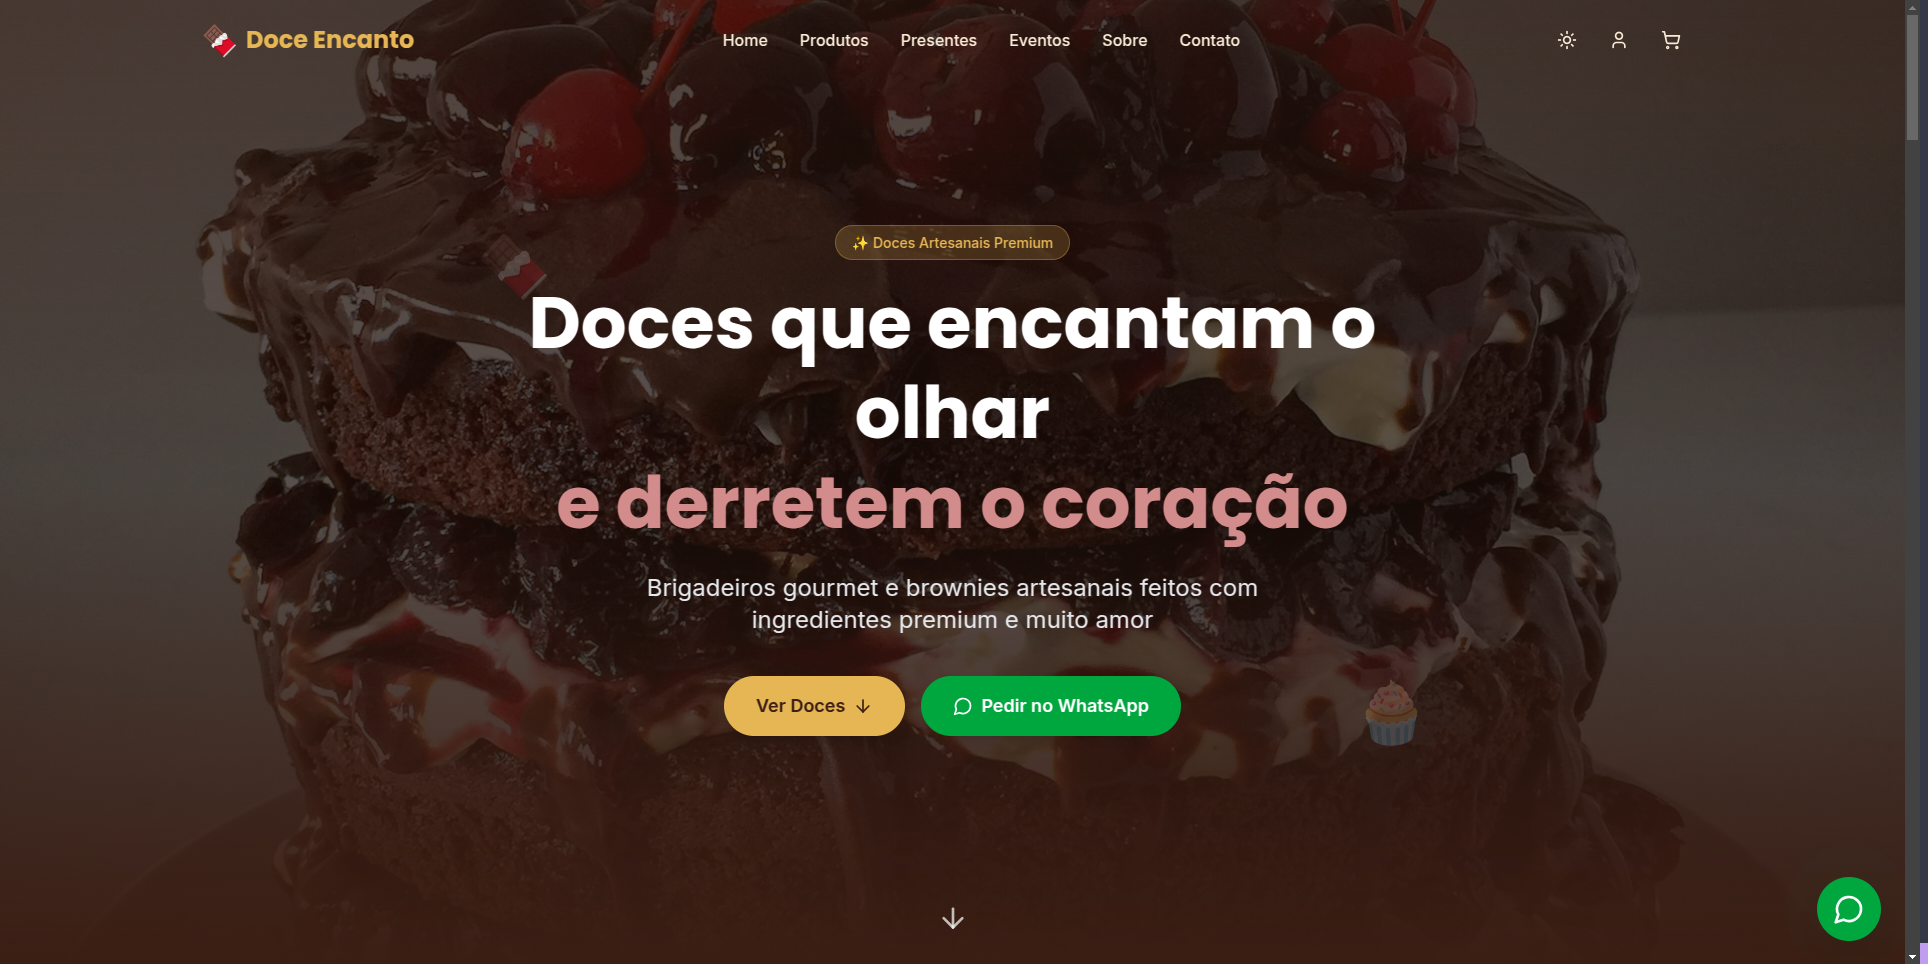 Doce Encanto
Home
Produtos
Presentes
Eventos
Sobre
Contato
✨ Doces Artesanais Premium
Doces que encantam o
olhar
e derretem o coração
Brigadeiros gourmet e brownies artesanais feitos com
ingredientes premium e muito amor
Ver Doces
Pedir no WhatsApp